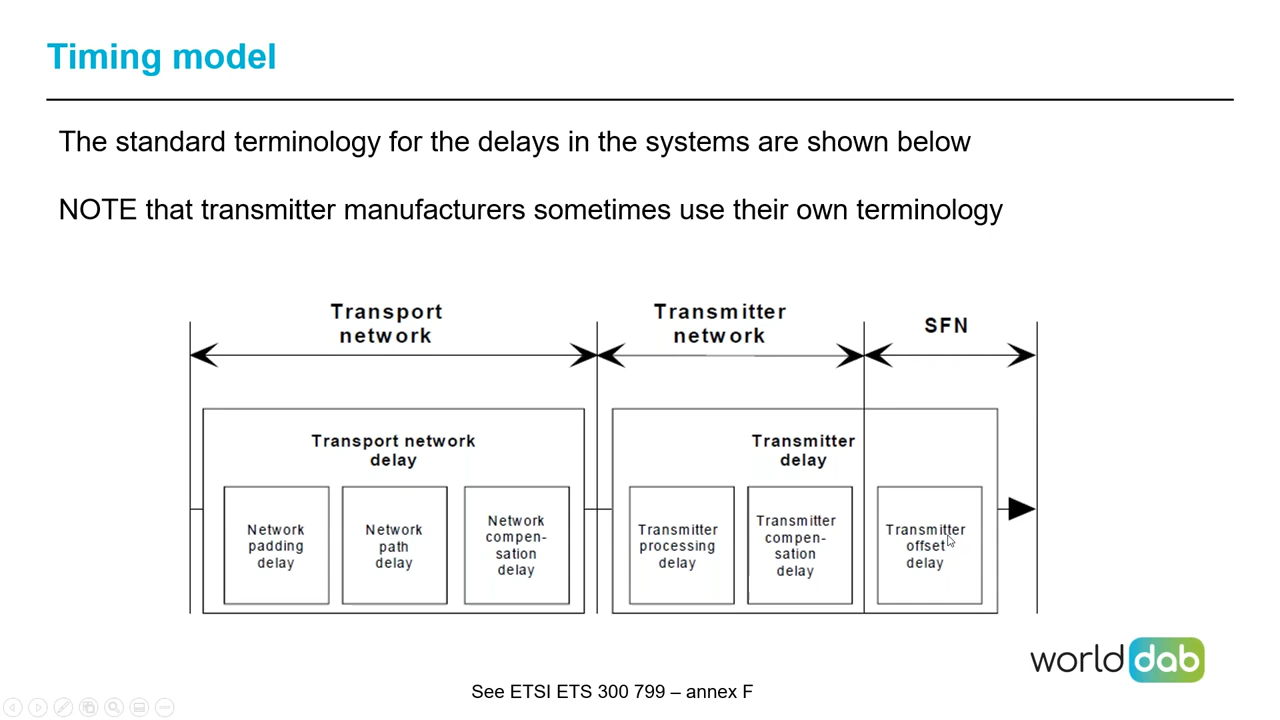 Timing model
The standard terminology for the delays in the systems are shown below
NOTE that transmitter manufacturers sometimes use their own terminology
Transport
network
Transmitter
network
SFN
Transport network
delay
Transmitter
delay
Network
padding
delay
Network
path
delay
Network
compen-
sation
delay
Transmitter
processing
delay
Transmitter
compen-
sation
delay
Transmitter
offset
delay
world dab
See ETSI ETS 300 799 – annex F